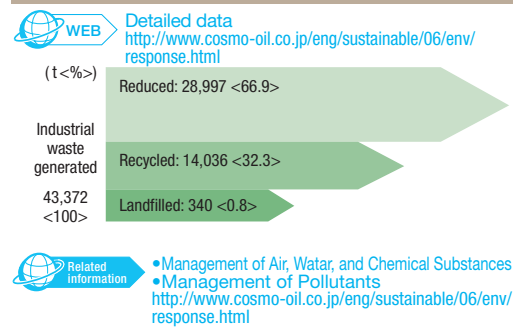 WEB
Detailed data
http://www.cosmo-oil.co.jp/eng/sustainable/06/env/
response.html
(t<%>)
Reduced: 28,997 <66.9>
Industrial
waste
generated
43,372
<100>
Recycled: 14,036 <32.3>
Landfilled: 340 <0.8>
Related
information
•Management of Air, Watar, and Chemical Substances
•Management of Pollutants
http://www.cosmo-oil.co.jp/eng/sustainable/06/env/
response.html